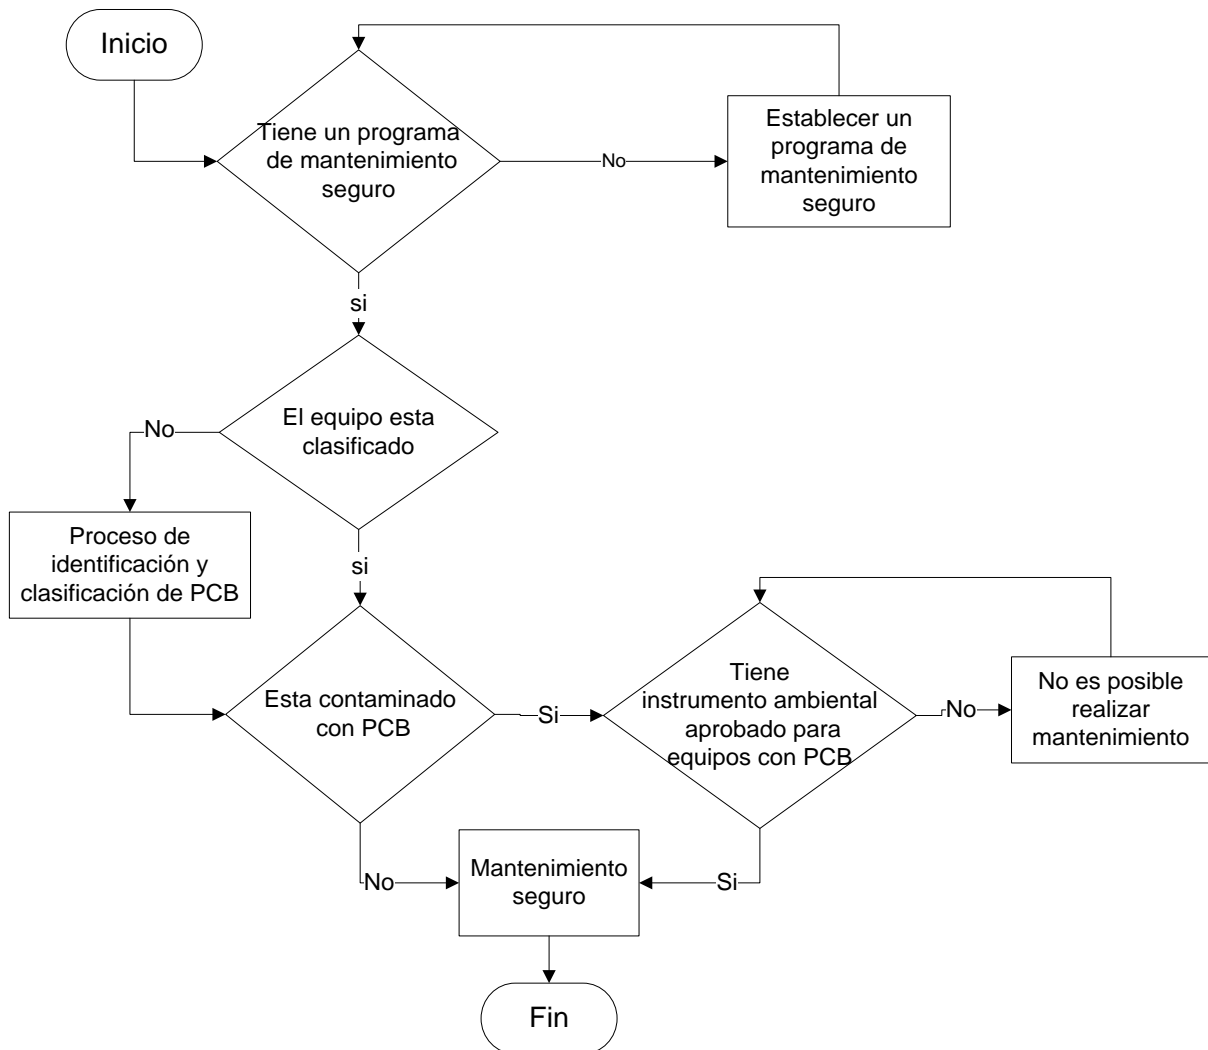 Inicio
Tiene un programa
de mantenimiento
seguro
No
Establecer un
programa de
mantenimiento
seguro
si
El equipo esta
clasificado
No
Proceso de
identificación y
clasificación de PCB
si
Esta contaminado
con PCB
Si
Tiene
instrumento ambiental
aprobado para
equipos con PCB
No
No es posible
realizar
mantenimiento
No
Mantenimiento
seguro
Si
Fin